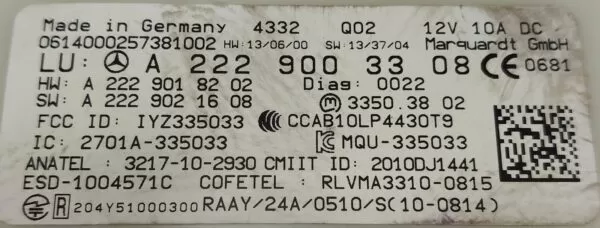 Made in Germany 4332 Q02 12V 10A DC
0614000257381002 HW:13/06/00 SW:13/37/04 Marquardt GmbH
LU: A 222 900 33 08 CE 0681
HW: A 222 901 82 02 Diag: 0022
SW: A 222 902 16 08 m 3350.38 02
FCC ID: IYZ335033 CCAB10LP4430T9
IC: 2701A-335033 MQU-335033
ANATEL : 3217-10-2930 CMIIT ID: 2010DJ1441
ESD-1004571C COFETEL : RLVMA3310-0815
R 204Y51000300 RAAY/24A/0510/S(10-0814)